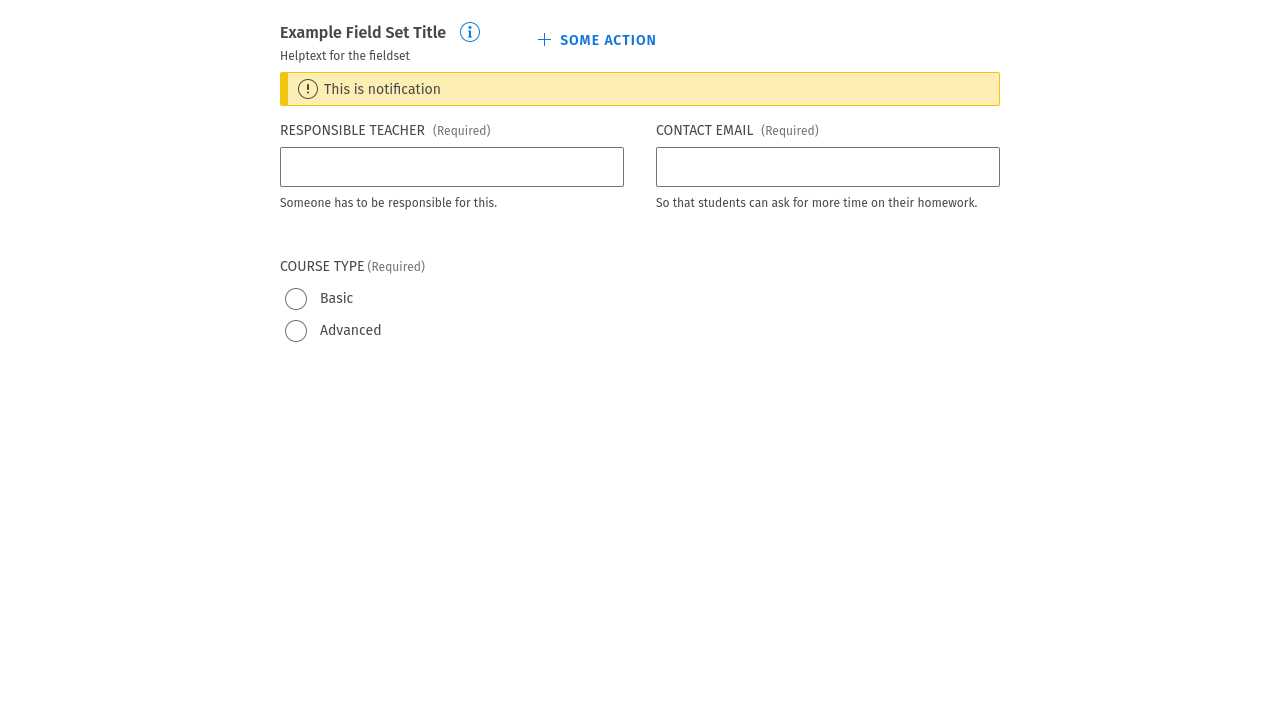 Example Field Set Title
SOME ACTION
Helptext for the fieldset
This is notification
RESPONSIBLE TEACHER (Required)
CONTACT EMAIL (Required)
Someone has to be responsible for this.
So that students can ask for more time on their homework.
COURSE TYPE (Required)
Basic
Advanced